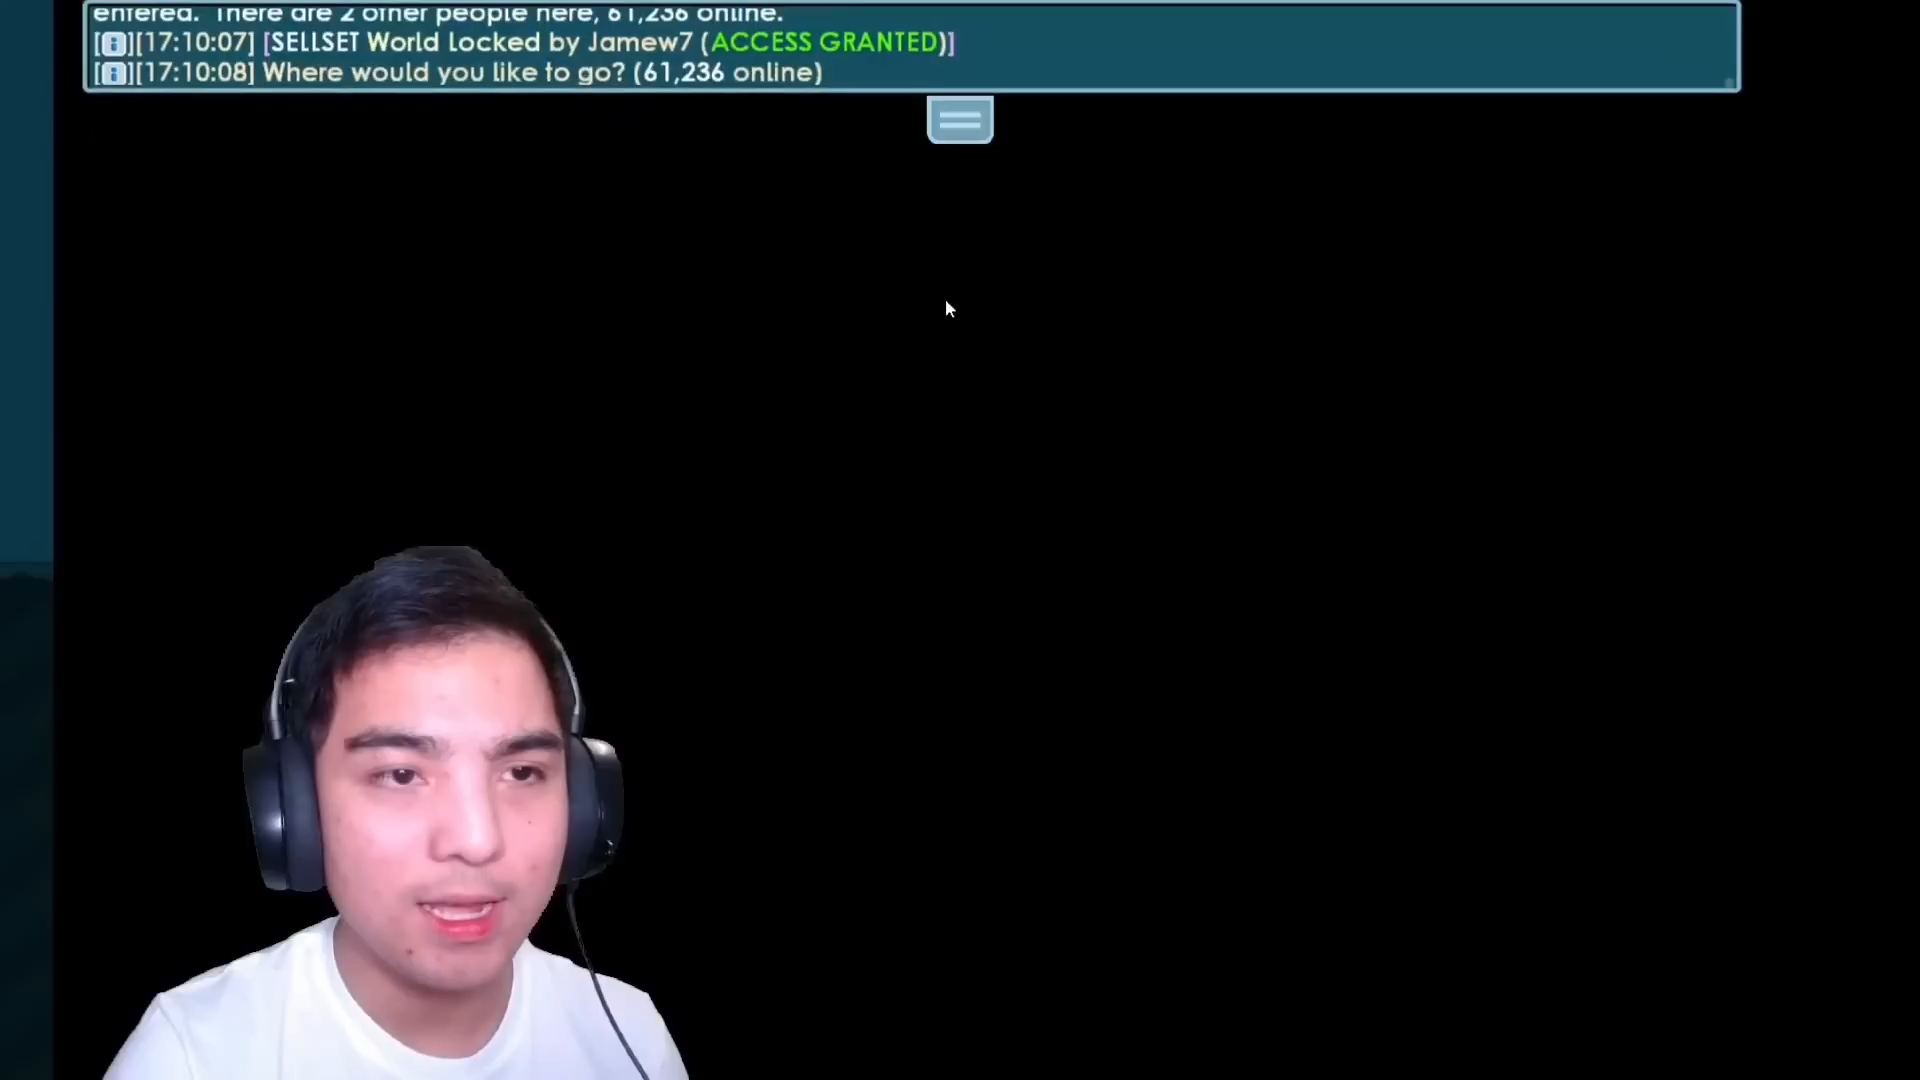 entered. There are 2 other people here, 61,236 online.
[i][17:10:07] [SELLSET World Locked by Jamew7 (ACCESS GRANTED)]
[i][17:10:08] Where would you like to go? (61,236 online)